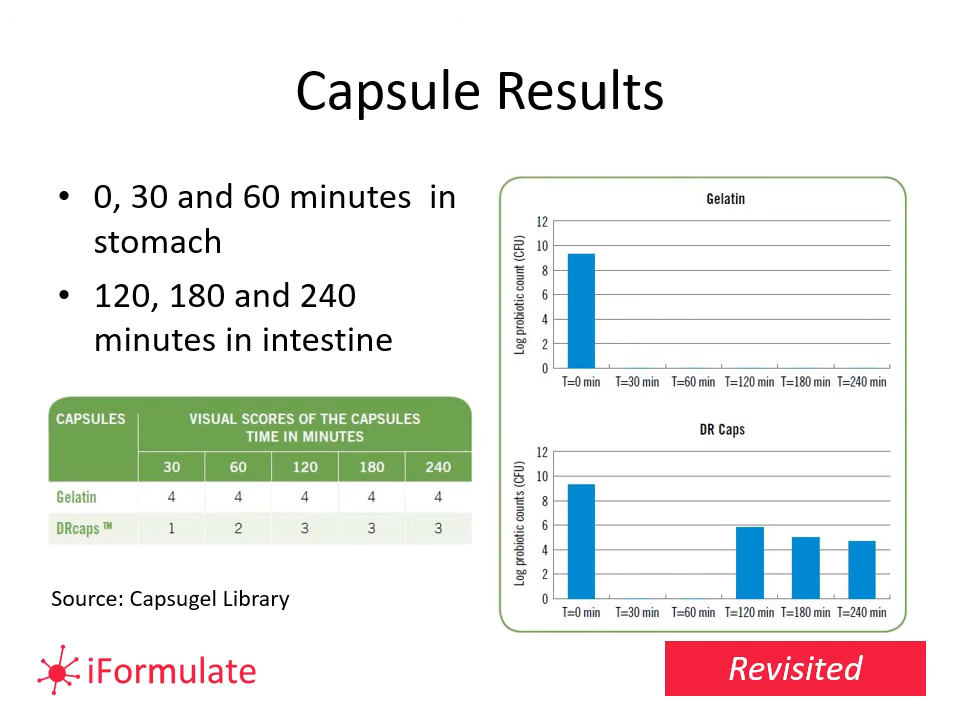 Capsule Results
• 0, 30 and 60 minutes in
stomach
• 120, 180 and 240
minutes in intestine
CAPSULES
VISUAL SCORES OF THE CAPSULES
TIME IN MINUTES
30 60 120 180 240
Gelatin 4 4 4 4 4
DRcaps ™ 1 2 3 3 3
Source: Capsugel Library
iFormulate
Gelatin
Log probiotic count (CFU)
12
10
8
6
4
2
0
T=0 min T=30 min T=60 min T=120 min T=180 min T=240 min
DR Caps
Log probiotic counts (CFU)
12
10
8
6
4
2
0
T=0 min T=30 min T=60 min T=120 min T=180 min T=240 min
Revisited